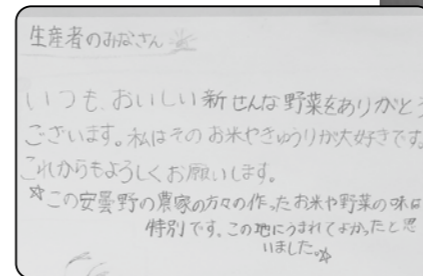 生産者のみなさん
いつも、おいしい新せんな野菜をありがとう
ございます。私はそのお米やきゅうりが大好きです。
これからもようしくお願いします。
☆この安曇野の農家の方々の作ったお米や野菜の味は
特別です。この地にうまれてよかったと思
いました。☆